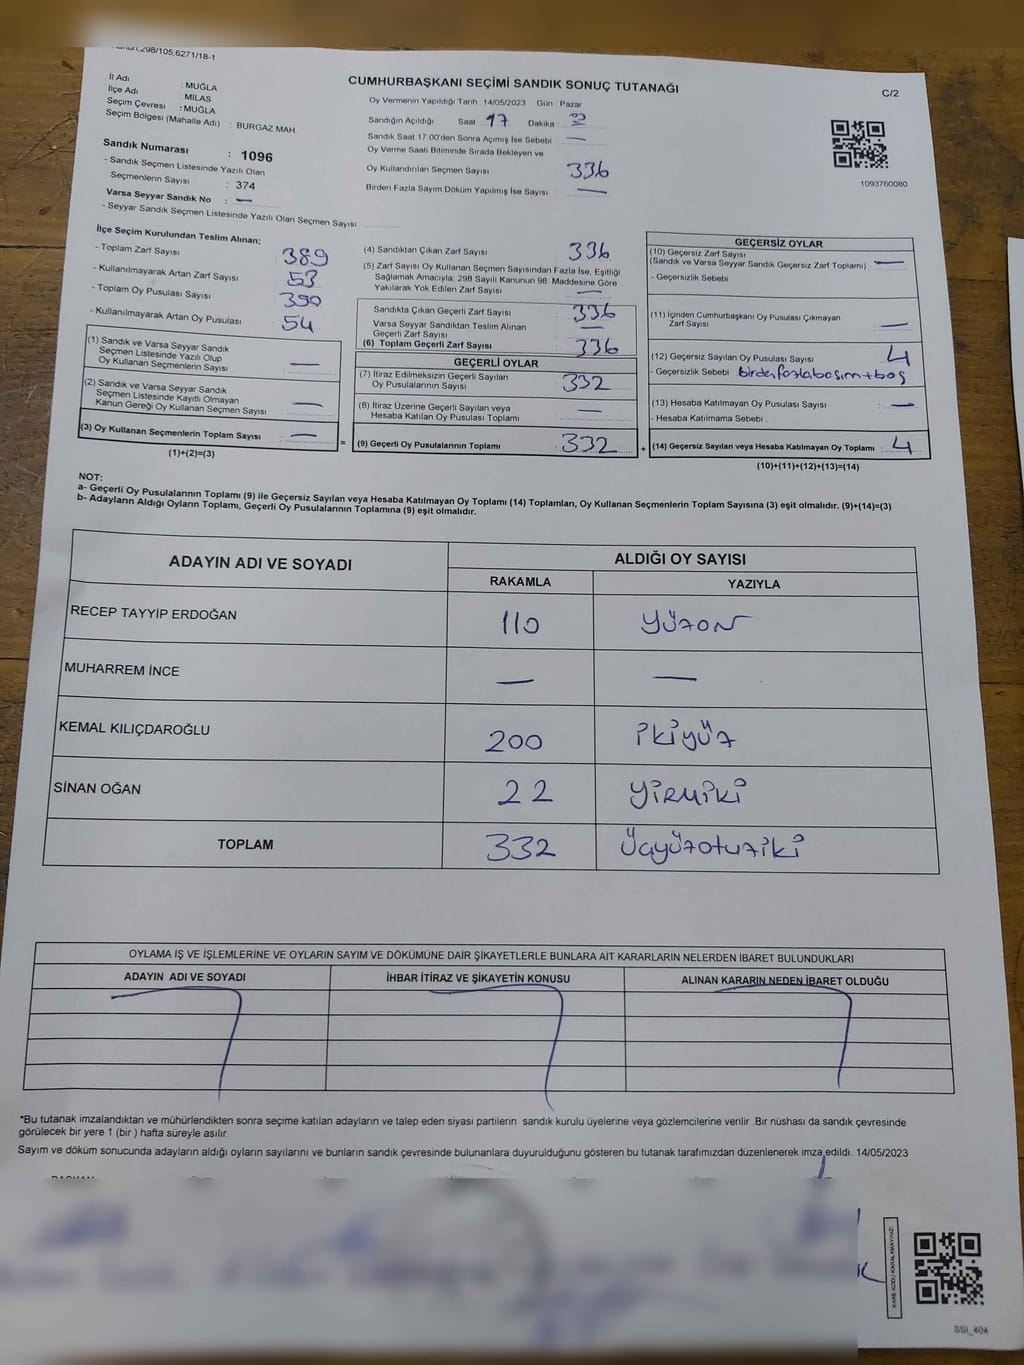 298/105,6271/18-1
CUMHURBAŞKANI SEÇİMİ SANDIK SONUÇ TUTANAĞI
C/2
İl Adı : MUĞLA
İlçe Adı : MİLAS
Seçim Çevresi : MUĞLA
Seçim Bölgesi (Mahalle Adı) : BURGAZ MAH.
Sandık Numarası : 1096
- Sandık Seçmen Listesinde Yazılı Olan
Seçmenlerin Sayısı : 374
Varsa Seyyar Sandık No : —
- Seyyar Sandık Seçmen Listesinde Yazılı Olan Seçmen Sayısı:
Oy Vermenin Yapıldığı Tarih : 14/05/2023 Gün : Pazar
Sandığın Açıldığı Saat 17 Dakika :
Sandık Saat 17:00'den Sonra Açımış İse Sebebi : —
Oy Verme Saati Bitiminde Sırada Bekleyen ve
Oy Kullandırılan Seçmen Sayısı : 336
Birden Fazla Sayım Döküm Yapılmış İse Sayısı : —
1093760080
İlçe Seçim Kurulundan Teslim Alınan;
- Toplam Zarf Sayısı : 389
- Kullanılmayarak Artan Zarf Sayısı : 53
- Toplam Oy Pusulası Sayısı : 390
- Kullanılmayarak Artan Oy Pusulası : 54
(1) Sandık ve Varsa Seyyar Sandık
Seçmen Listesinde Yazılı Olup
Oy Kullanan Seçmenlerin Sayısı : —
(2) Sandık ve Varsa Seyyar Sandık
Seçmen Listesinde Kayıtlı Olmayan
Kanun Gereği Oy Kullanan Seçmen Sayısı : —
(3) Oy Kullanan Seçmenlerin Toplam Sayısı : —
(1)+(2)=(3)
(4) Sandıktan Çıkan Zarf Sayısı : 336
(5) Zarf Sayısı Oy Kullanan Seçmen Sayısından Fazla İse, Eşitliği
Sağlamak Amacıyla; 298 Sayılı Kanunun 98. Maddesine Göre
Yakılarak Yok Edilen Zarf Sayısı : —
Sandıkta Çıkan Geçerli Zarf Sayısı : 336
Varsa Seyyar Sandıktan Teslim Alınan
Geçerli Zarf Sayısı : —
(6) Toplam Geçerli Zarf Sayısı : 336
GEÇERLİ OYLAR
(7) İtiraz Edilmeksizin Geçerli Sayılan
Oy Pusulalarının Sayısı : 332
(8) İtiraz Üzerine Geçerli Sayılan veya
Hesaba Katılan Oy Pusulası Toplamı : —
= (9) Geçerli Oy Pusulalarının Toplamı : 332
GEÇERSİZ OYLAR
(10) Geçersiz Zarf Sayısı
(Sandık ve Varsa Seyyar Sandık Geçersiz Zarf Toplamı) : —
- Geçersizlik Sebebi :
(11) İçinden Cumhurbaşkanı Oy Pusulası Çıkmayan
Zarf Sayısı : —
(12) Geçersiz Sayılan Oy Pusulası Sayısı : 4
- Geçersizlik Sebebi : birden fazla basım + boş
(13) Hesaba Katılmayan Oy Pusulası Sayısı : —
- Hesaba Katılmama Sebebi :
+ (14) Geçersiz Sayılan veya Hesaba Katılmayan Oy Toplamı : 4
(10)+(11)+(12)+(13)=(14)
NOT:
a- Geçerli Oy Pusulalarının Toplamı (9) ile Geçersiz Sayılan veya Hesaba Katılmayan Oy Toplamı (14) Toplamları, Oy Kullanan Seçmenlerin Toplam Sayısına (3) eşit olmalıdır. (9)+(14)=(3)
b- Adayların Aldığı Oyların Toplamı, Geçerli Oy Pusulalarının Toplamına (9) eşit olmalıdır.
ADAYIN ADI VE SOYADI ALDIĞI OY SAYISI
RAKAMLA YAZIYLA
RECEP TAYYİP ERDOĞAN 110 yüzon
MUHARREM İNCE — —
KEMAL KILIÇDAROĞLU 200 ikiyüz
SİNAN OĞAN 22 yirmiki
TOPLAM 332 üçyüzotuziki
OYLAMA İŞ VE İŞLEMLERİNE VE OYLARIN SAYIM VE DÖKÜMÜNE DAİR ŞİKAYETLERLE BUNLARA AİT KARARLARIN NELERDEN İBARET BULUNDUKLARI
ADAYIN ADI VE SOYADI İHBAR İTİRAZ VE ŞİKAYETİN KONUSU ALINAN KARARIN NEDEN İBARET OLDUĞU
*Bu tutanak imzalandıktan ve mühürlendikten sonra seçime katılan adayların ve talep eden siyasi partilerin sandık kurulu üyelerine veya gözlemcilerine verilir. Bir nüshası da sandık çevresinde
görülecek bir yere 1 (bir ) hafta süreyle asılır.
Sayım ve döküm sonucunda adayların aldığı oyların sayılarını ve bunların sandık çevresinde bulunanlara duyurulduğunu gösteren bu tutanak tarafımızdan düzenlenerek imza edildi. 14/05/2023
KARE KODU KARALAMAYINIZ!
SSI_404